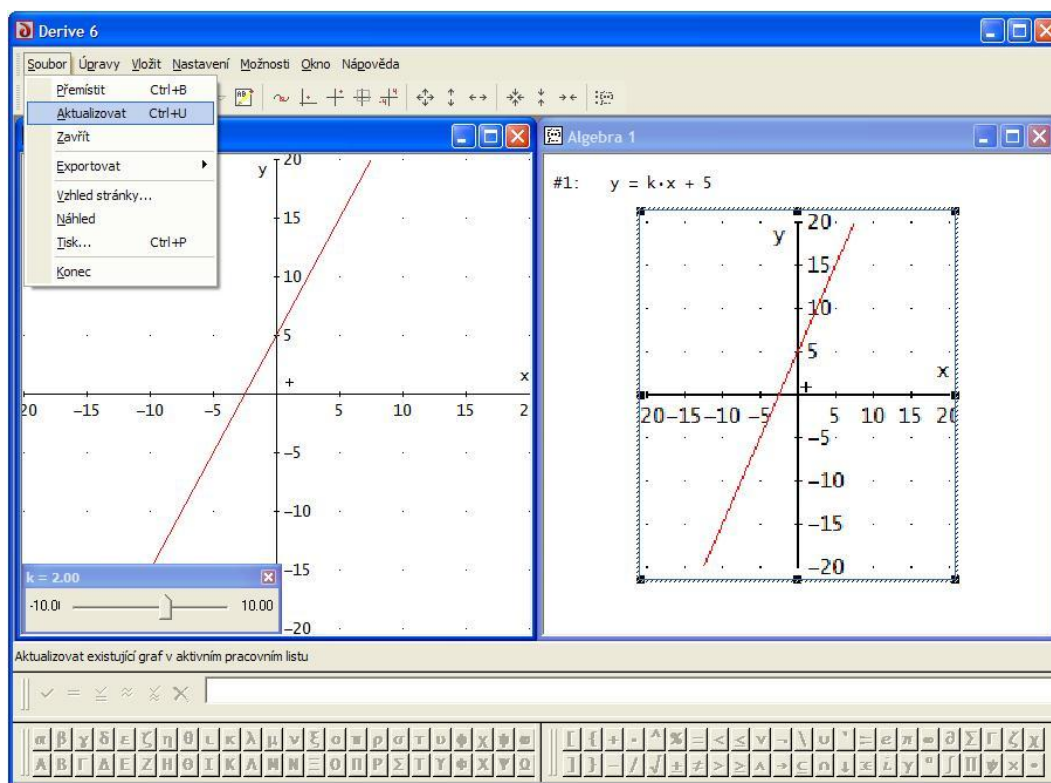 Derive 6
Soubor Úpravy Vložit Nastavení Možnosti Okno Nápověda
Přemístit Ctrl+B
Aktualizovat Ctrl+U
Zavřít
Exportovat
Vzhled stránky...
Náhled
Tisk... Ctrl+P
Konec
y
20
15
10
5
x
20 -15 -10 -5 5 10 15 2
-5
-10
-15
-20
k = 2.00
-10.0 10.00
Algebra 1
#1: y = k·x + 5
y
20
15
10
5
x
20 -15 -10 -5 5 10 15 20
-5
-10
-15
-20
Aktualizovat existující graf v aktivním pracovním listu
✓ = ≈
α β γ δ ε ζ η θ ι κ λ μ ν ξ ο π ρ σ τ υ φ χ ψ ω
Α Β Γ Δ Ε Ζ Η Θ Ι Κ Λ Μ Ν Ξ Ο Π Ρ Σ Τ Υ Φ Χ Ψ Ω